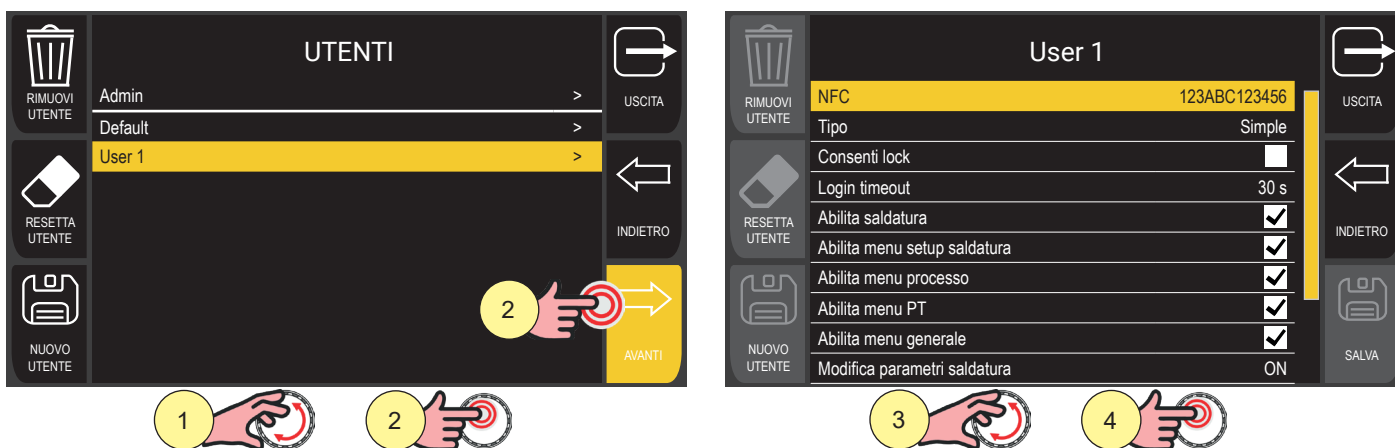 UTENTI
RIMUOVI
UTENTE
Admin >
Default >
User 1 >
RESETTA
UTENTE
NUOVO
UTENTE
USCITA
INDIETRO
2
AVANTI
1
2
User 1
RIMUOVI
UTENTE
RESETTA
UTENTE
NUOVO
UTENTE
NFC 123ABC123456
Tipo Simple
Consenti lock
Login timeout 30 s
Abilita saldatura
Abilita menu setup saldatura
Abilita menu processo
Abilita menu PT
Abilita menu generale
Modifica parametri saldatura ON
USCITA
INDIETRO
SALVA
3
4